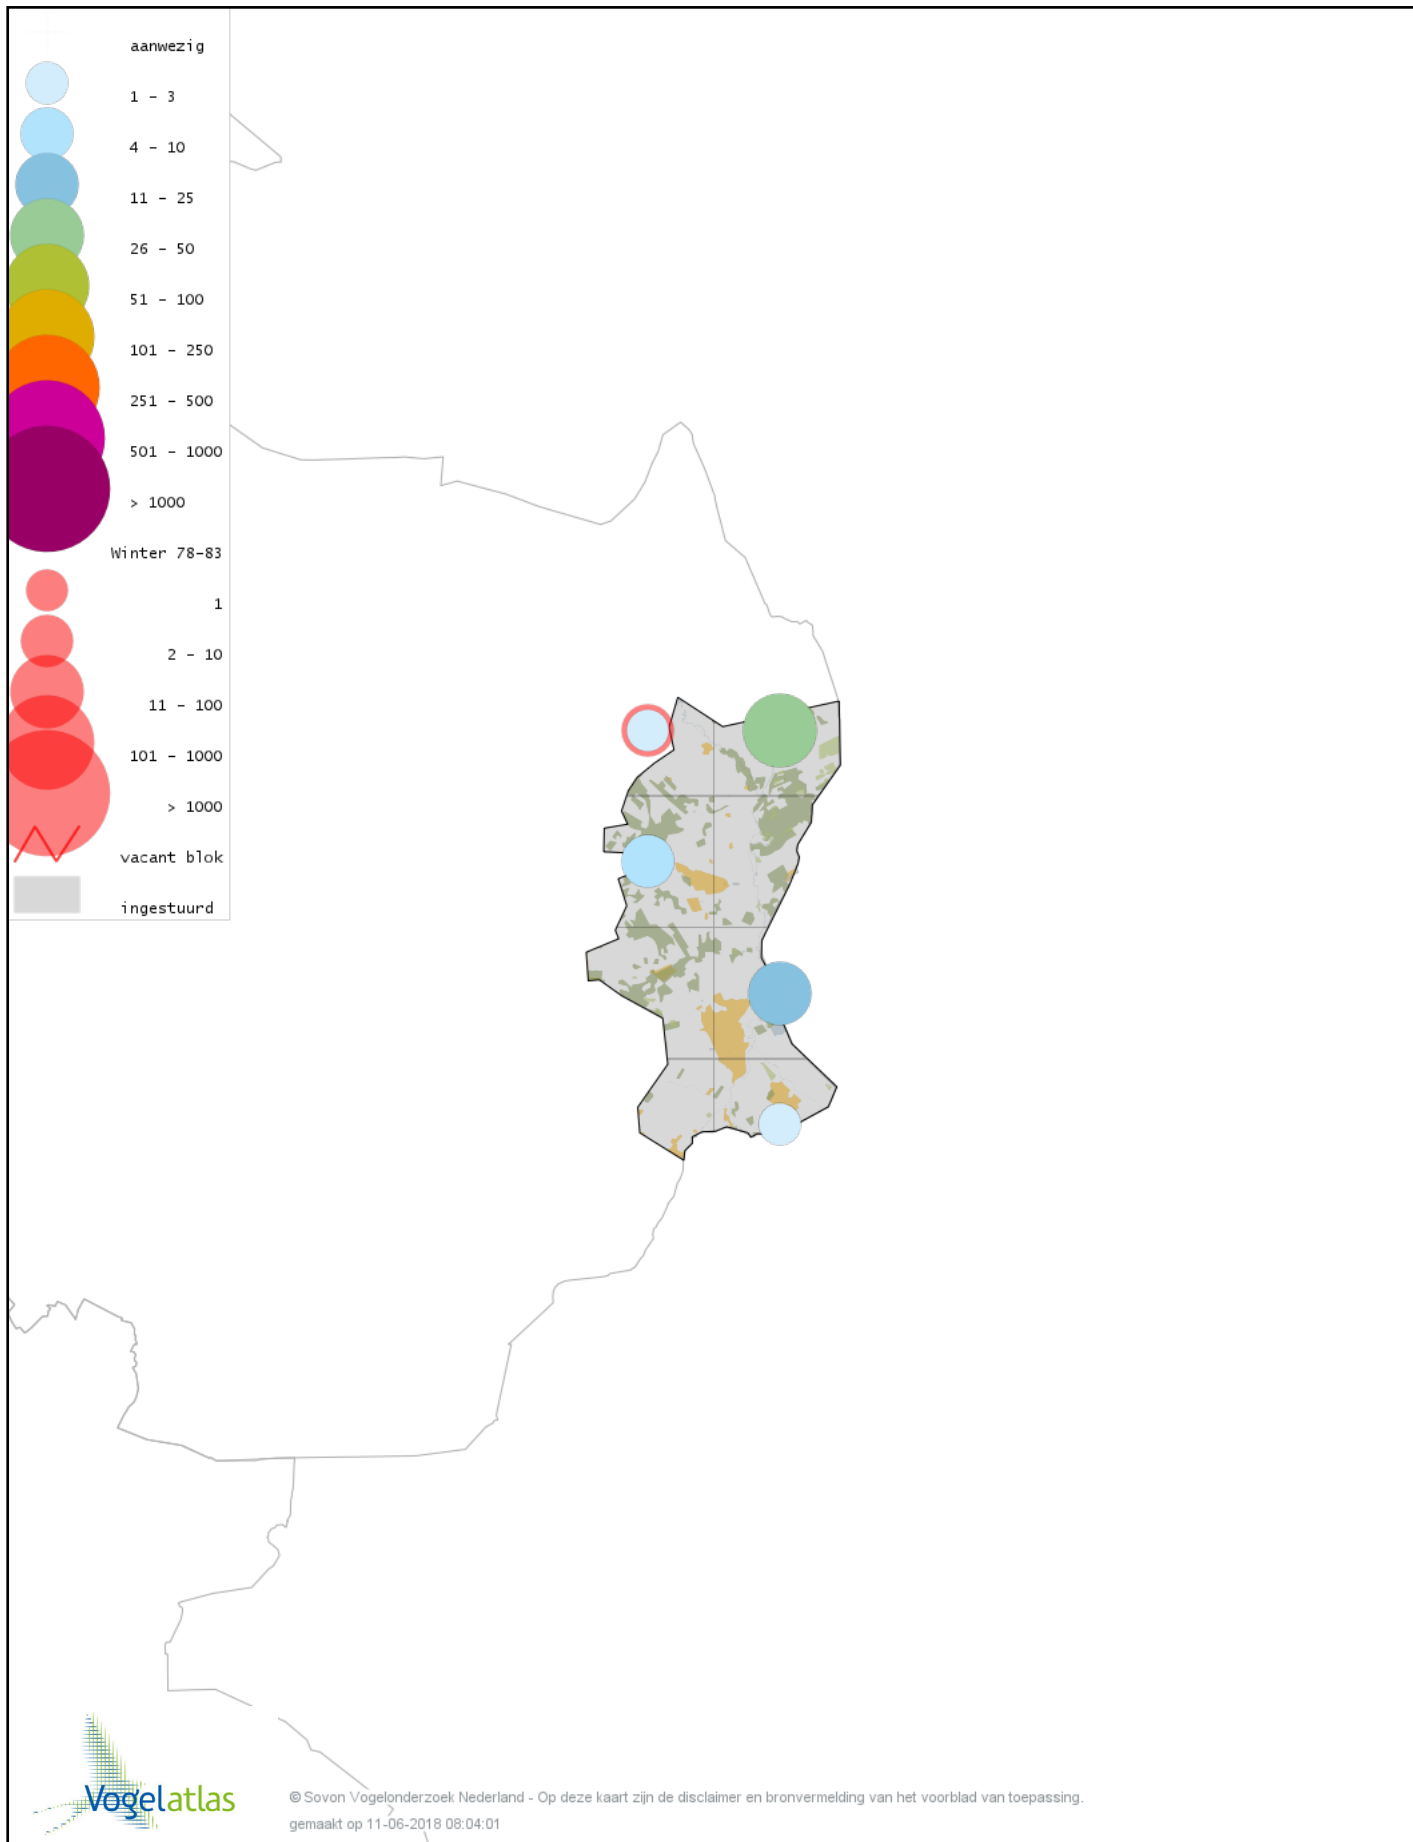 aanwezig
1 - 3
4 - 10
11 - 25
26 - 50
51 - 100
101 - 250
251 - 500
501 - 1000
> 1000
Winter 78-83
1
2 - 10
11 - 100
101 - 1000
> 1000
vacant blok
ingestuurd
Vogelatlas
© Sovon Vogelonderzoek Nederland - Op deze kaart zijn de disclaimer en bronvermelding van het voorblad van toepassing.
gemaakt op 11-06-2018 08:04:01